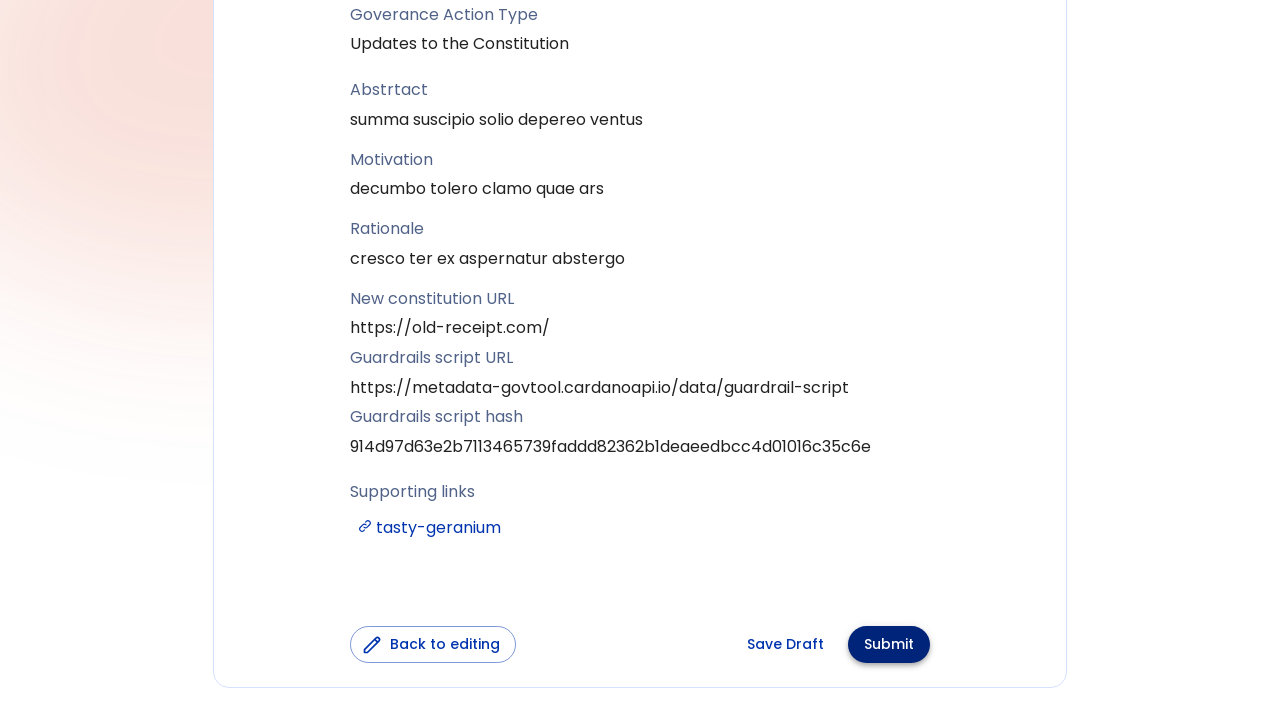 Goverance Action Type
Updates to the Constitution
Abstrtact
summa suscipio solio depereo ventus
Motivation
decumbo tolero clamo quae ars
Rationale
cresco ter ex aspernatur abstergo
New constitution URL
https://old-receipt.com/
Guardrails script URL
https://metadata-govtool.cardanoapi.io/data/guardrail-script
Guardrails script hash
914d97d63e2b7113465739faddd82362b1deaeedbcc4d01016c35c6e
Supporting links
tasty-geranium
Back to editing
Save Draft
Submit